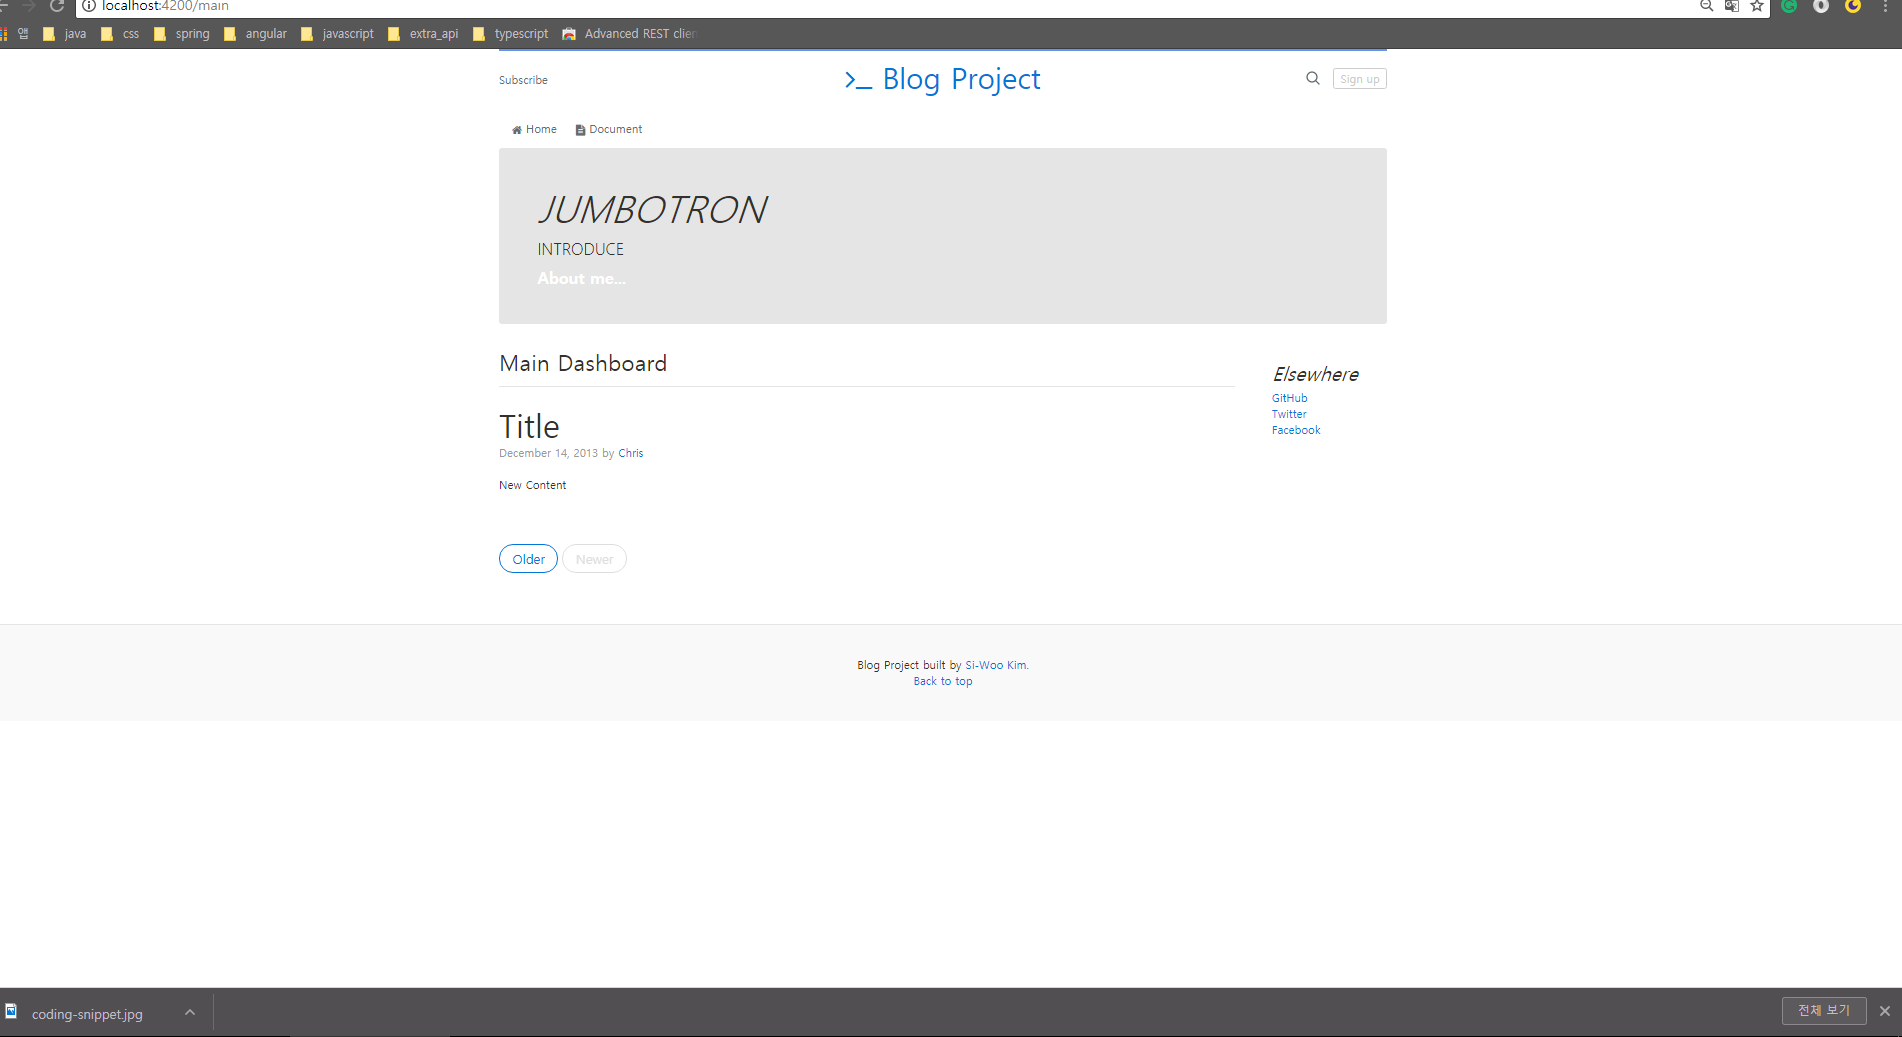 localhost:4200/main
앱 java css spring angular javascript extra_api typescript Advanced REST clien
Subscribe >_ Blog Project Sign up
Home Document
JUMBOTRON
INTRODUCE
About me...
Main Dashboard
Elsewhere
GitHub
Twitter
Facebook
Title
December 14, 2013 by Chris
New Content
Older Newer
Blog Project built by Si-Woo Kim.
Back to top
coding-snippet.jpg 전체 보기